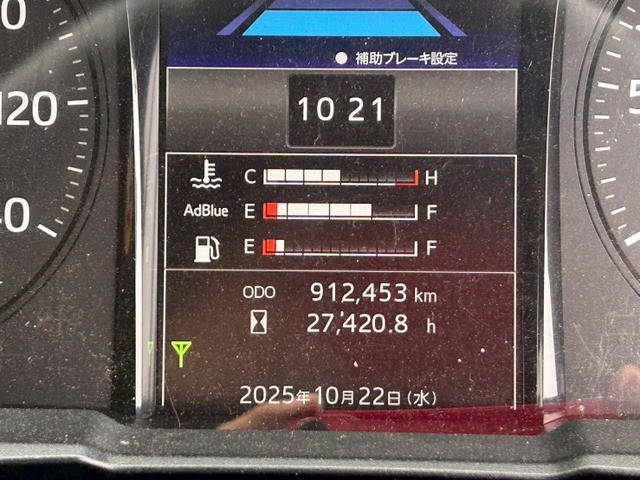 ● 補助ブレーキ設定
10 21
120
C H
AdBlue E F
E F
ODO 912,453 km
27,420.8 h
2025年10月22日(水)